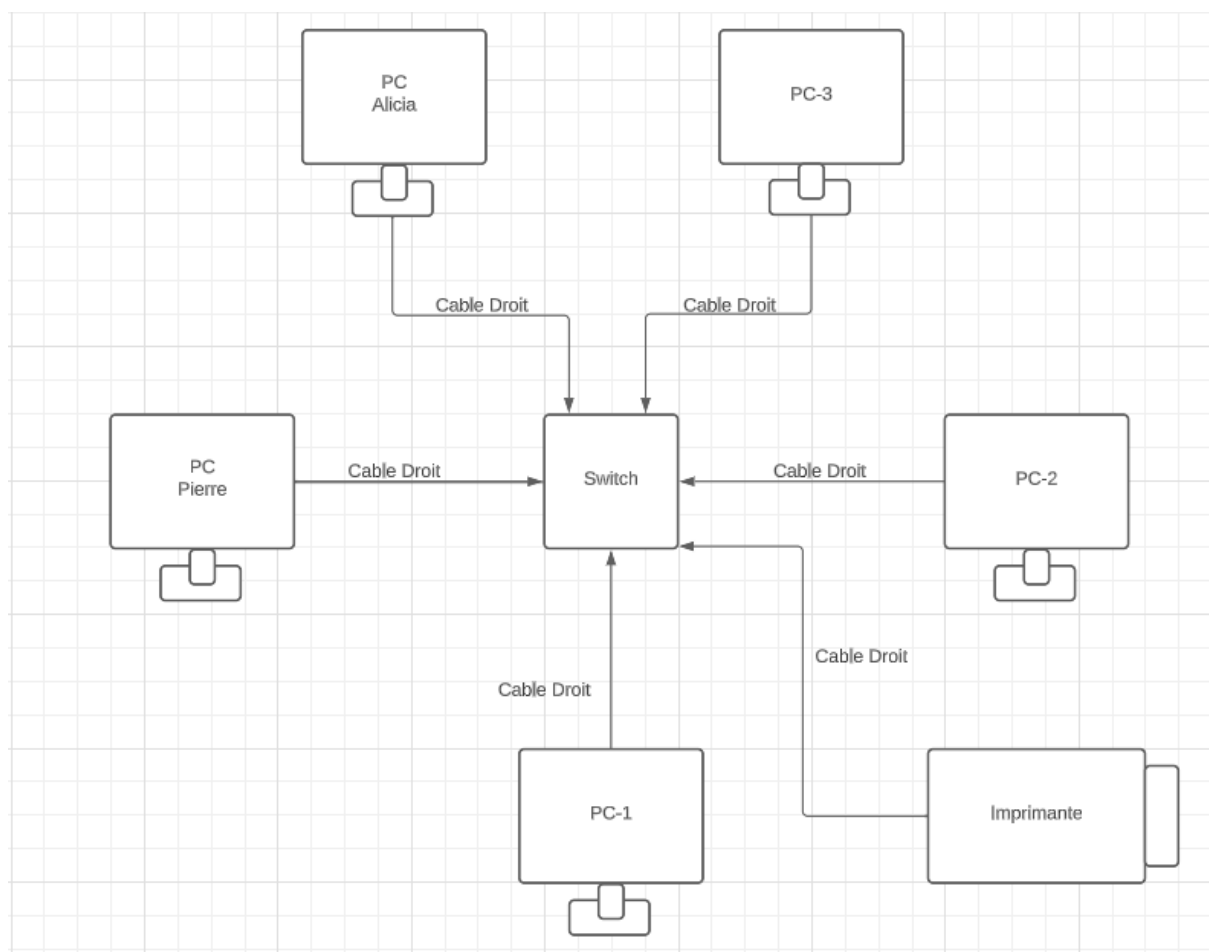 PC
Alicia
PC-3
Cable Droit
Cable Droit
PC
Pierre
Cable Droit
Switch
Cable Droit
PC-2
Cable Droit
Cable Droit
PC-1
Imprimante